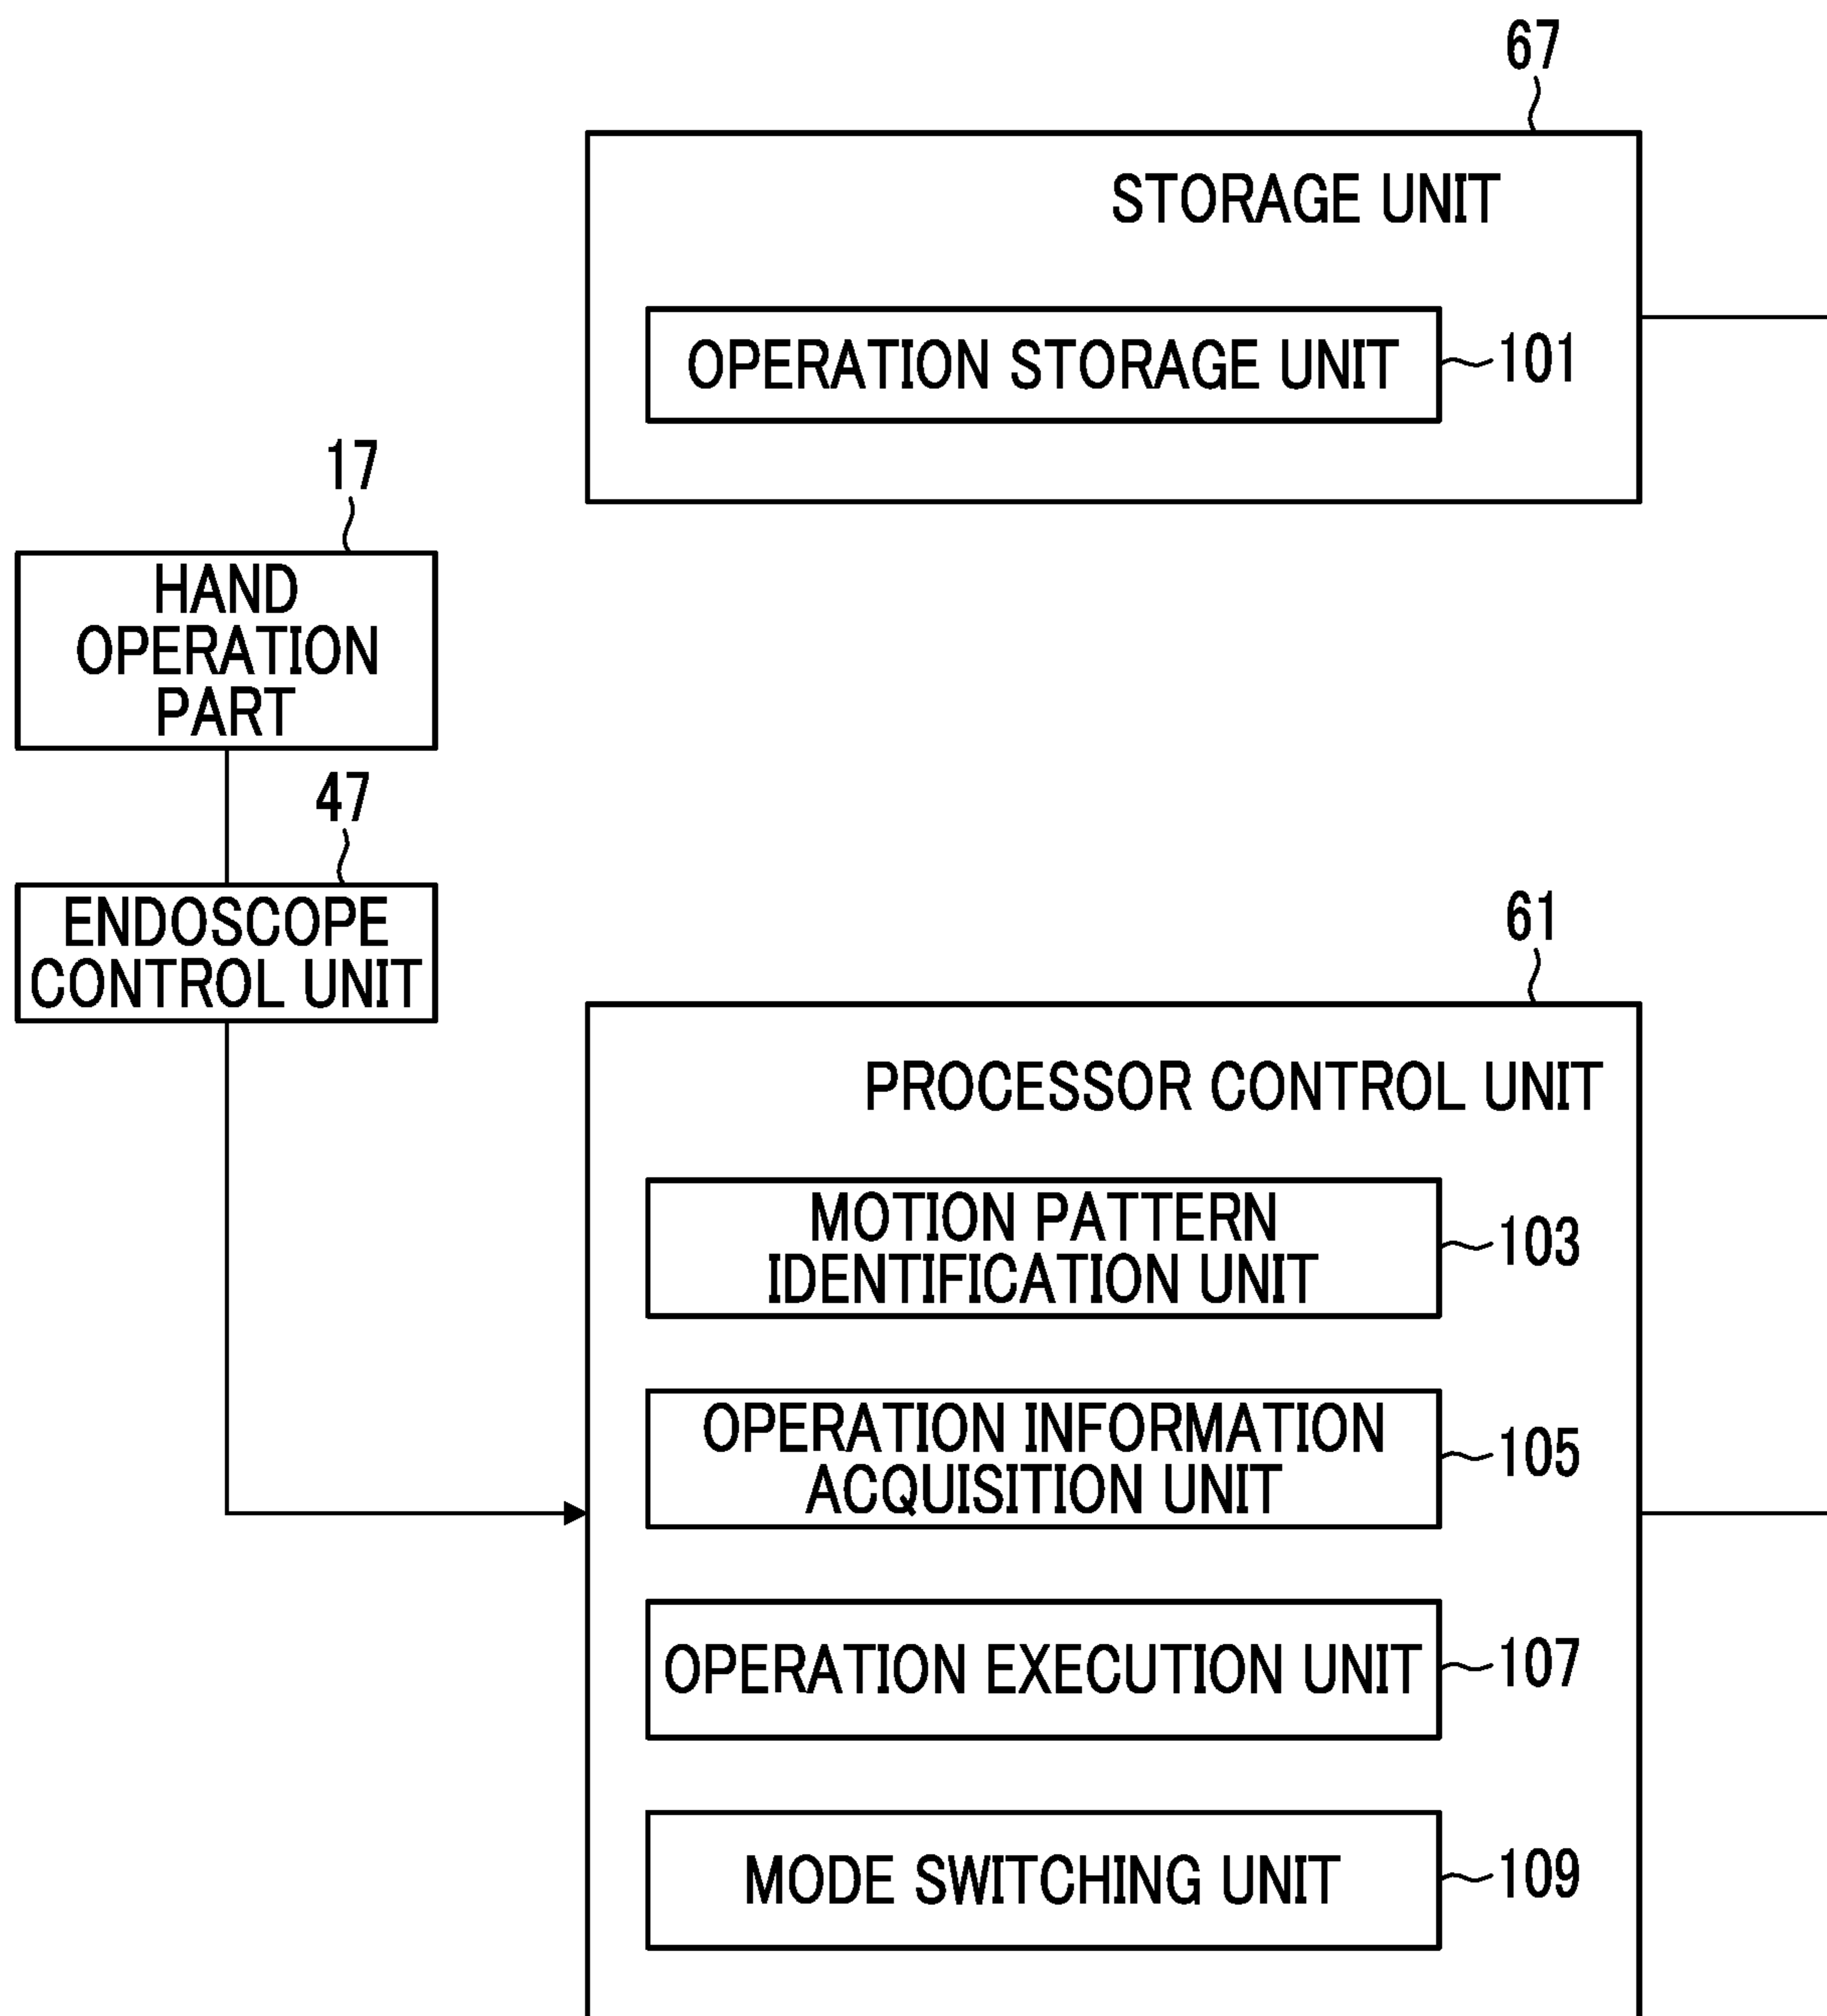 67
STORAGE UNIT
OPERATION STORAGE UNIT
101
17
HAND
OPERATION
PART
47
ENDOSCOPE
CONTROL UNIT
61
PROCESSOR CONTROL UNIT
MOTION PATTERN
IDENTIFICATION UNIT
103
OPERATION INFORMATION
ACQUISITION UNIT
105
OPERATION EXECUTION UNIT
107
MODE SWITCHING UNIT
109